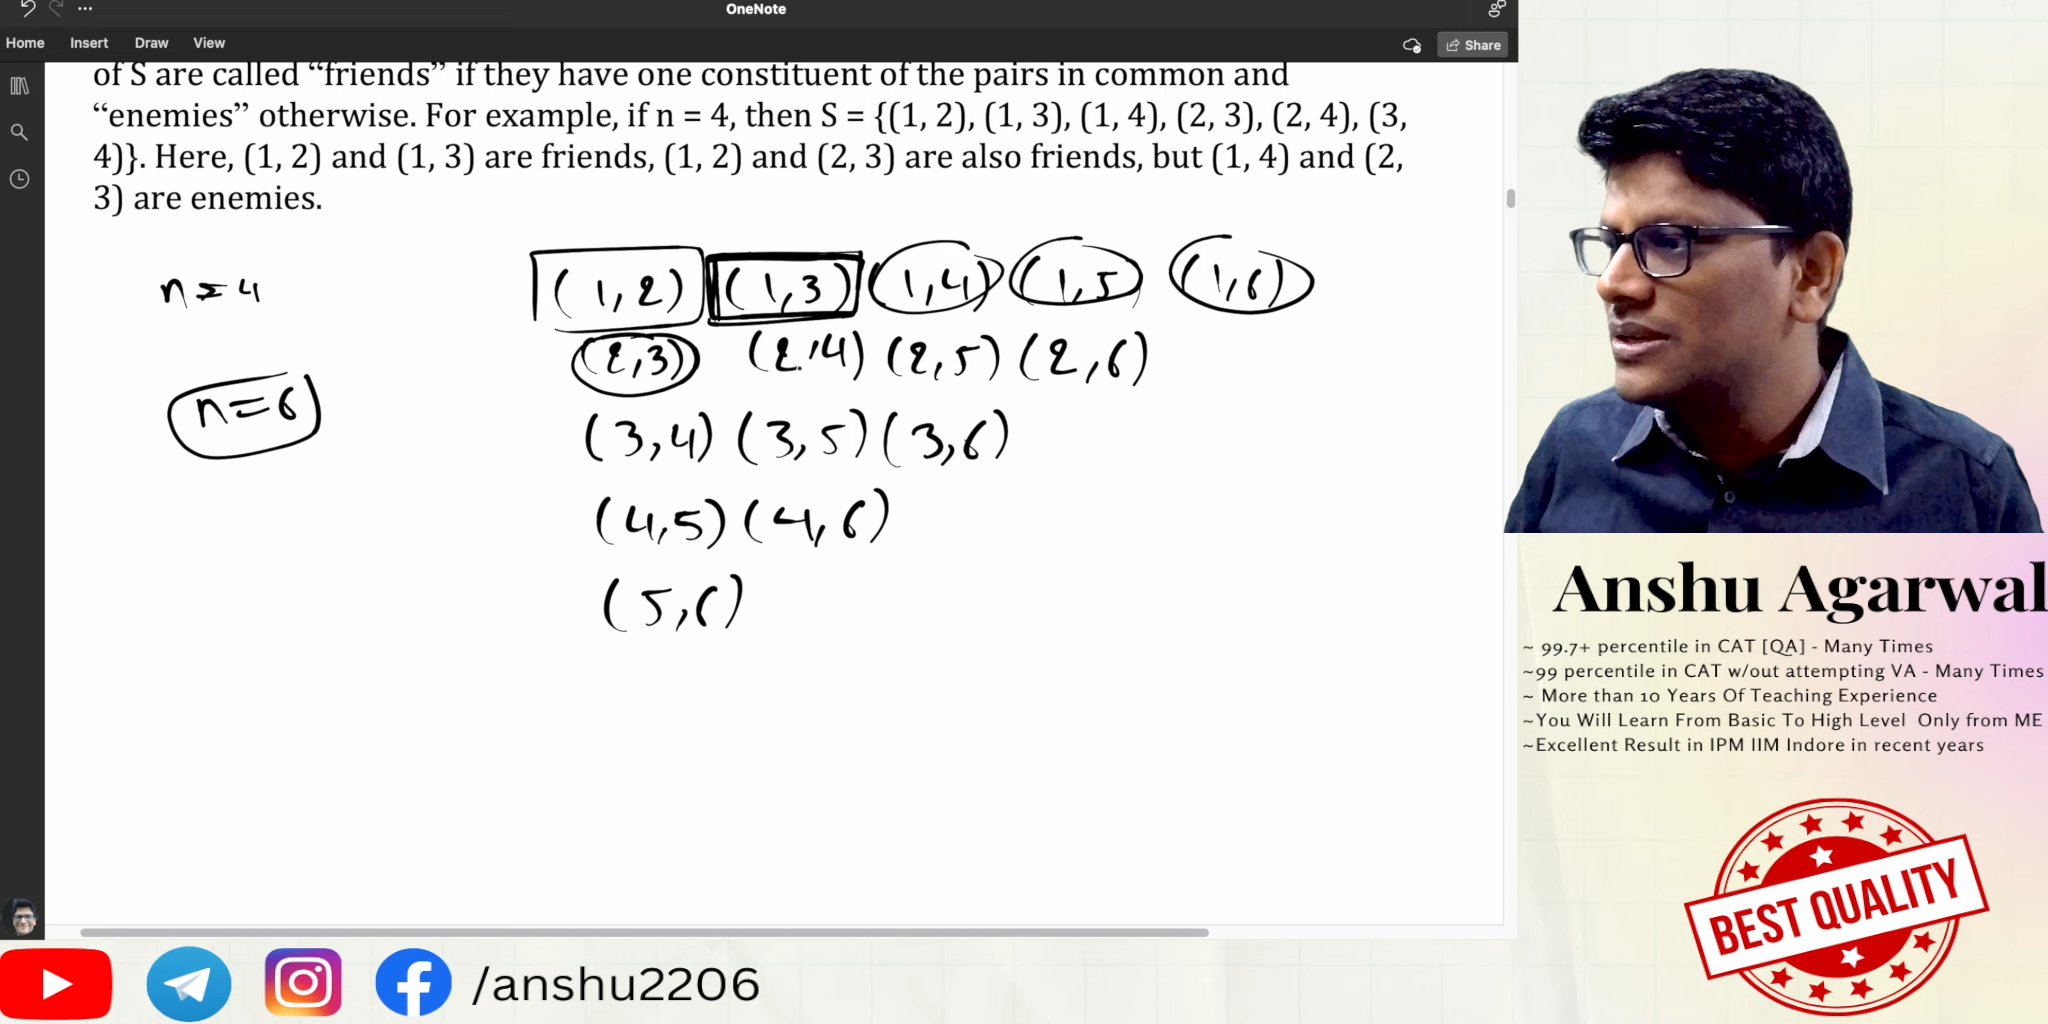 OneNote
Home Insert Draw View
Share
of S are called “friends” if they have one constituent of the pairs in common and
“enemies” otherwise. For example, if n = 4, then S = {(1, 2), (1, 3), (1, 4), (2, 3), (2, 4), (3,
4)}. Here, (1, 2) and (1, 3) are friends, (1, 2) and (2, 3) are also friends, but (1, 4) and (2,
3) are enemies.
n = 4
(1,2) (1,3) (1,4) (1,5) (1,6)
(2,3) (2,4) (2,5) (2,6)
n=6
(3,4) (3,5) (3,6)
(4,5) (4,6)
(5,6)
Anshu Agarwal
~ 99.7+ percentile in CAT [QA] - Many Times
~99 percentile in CAT w/out attempting VA - Many Times
~ More than 10 Years Of Teaching Experience
~You Will Learn From Basic To High Level Only from ME
~Excellent Result in IPM IIM Indore in recent years
BEST QUALITY
/anshu2206